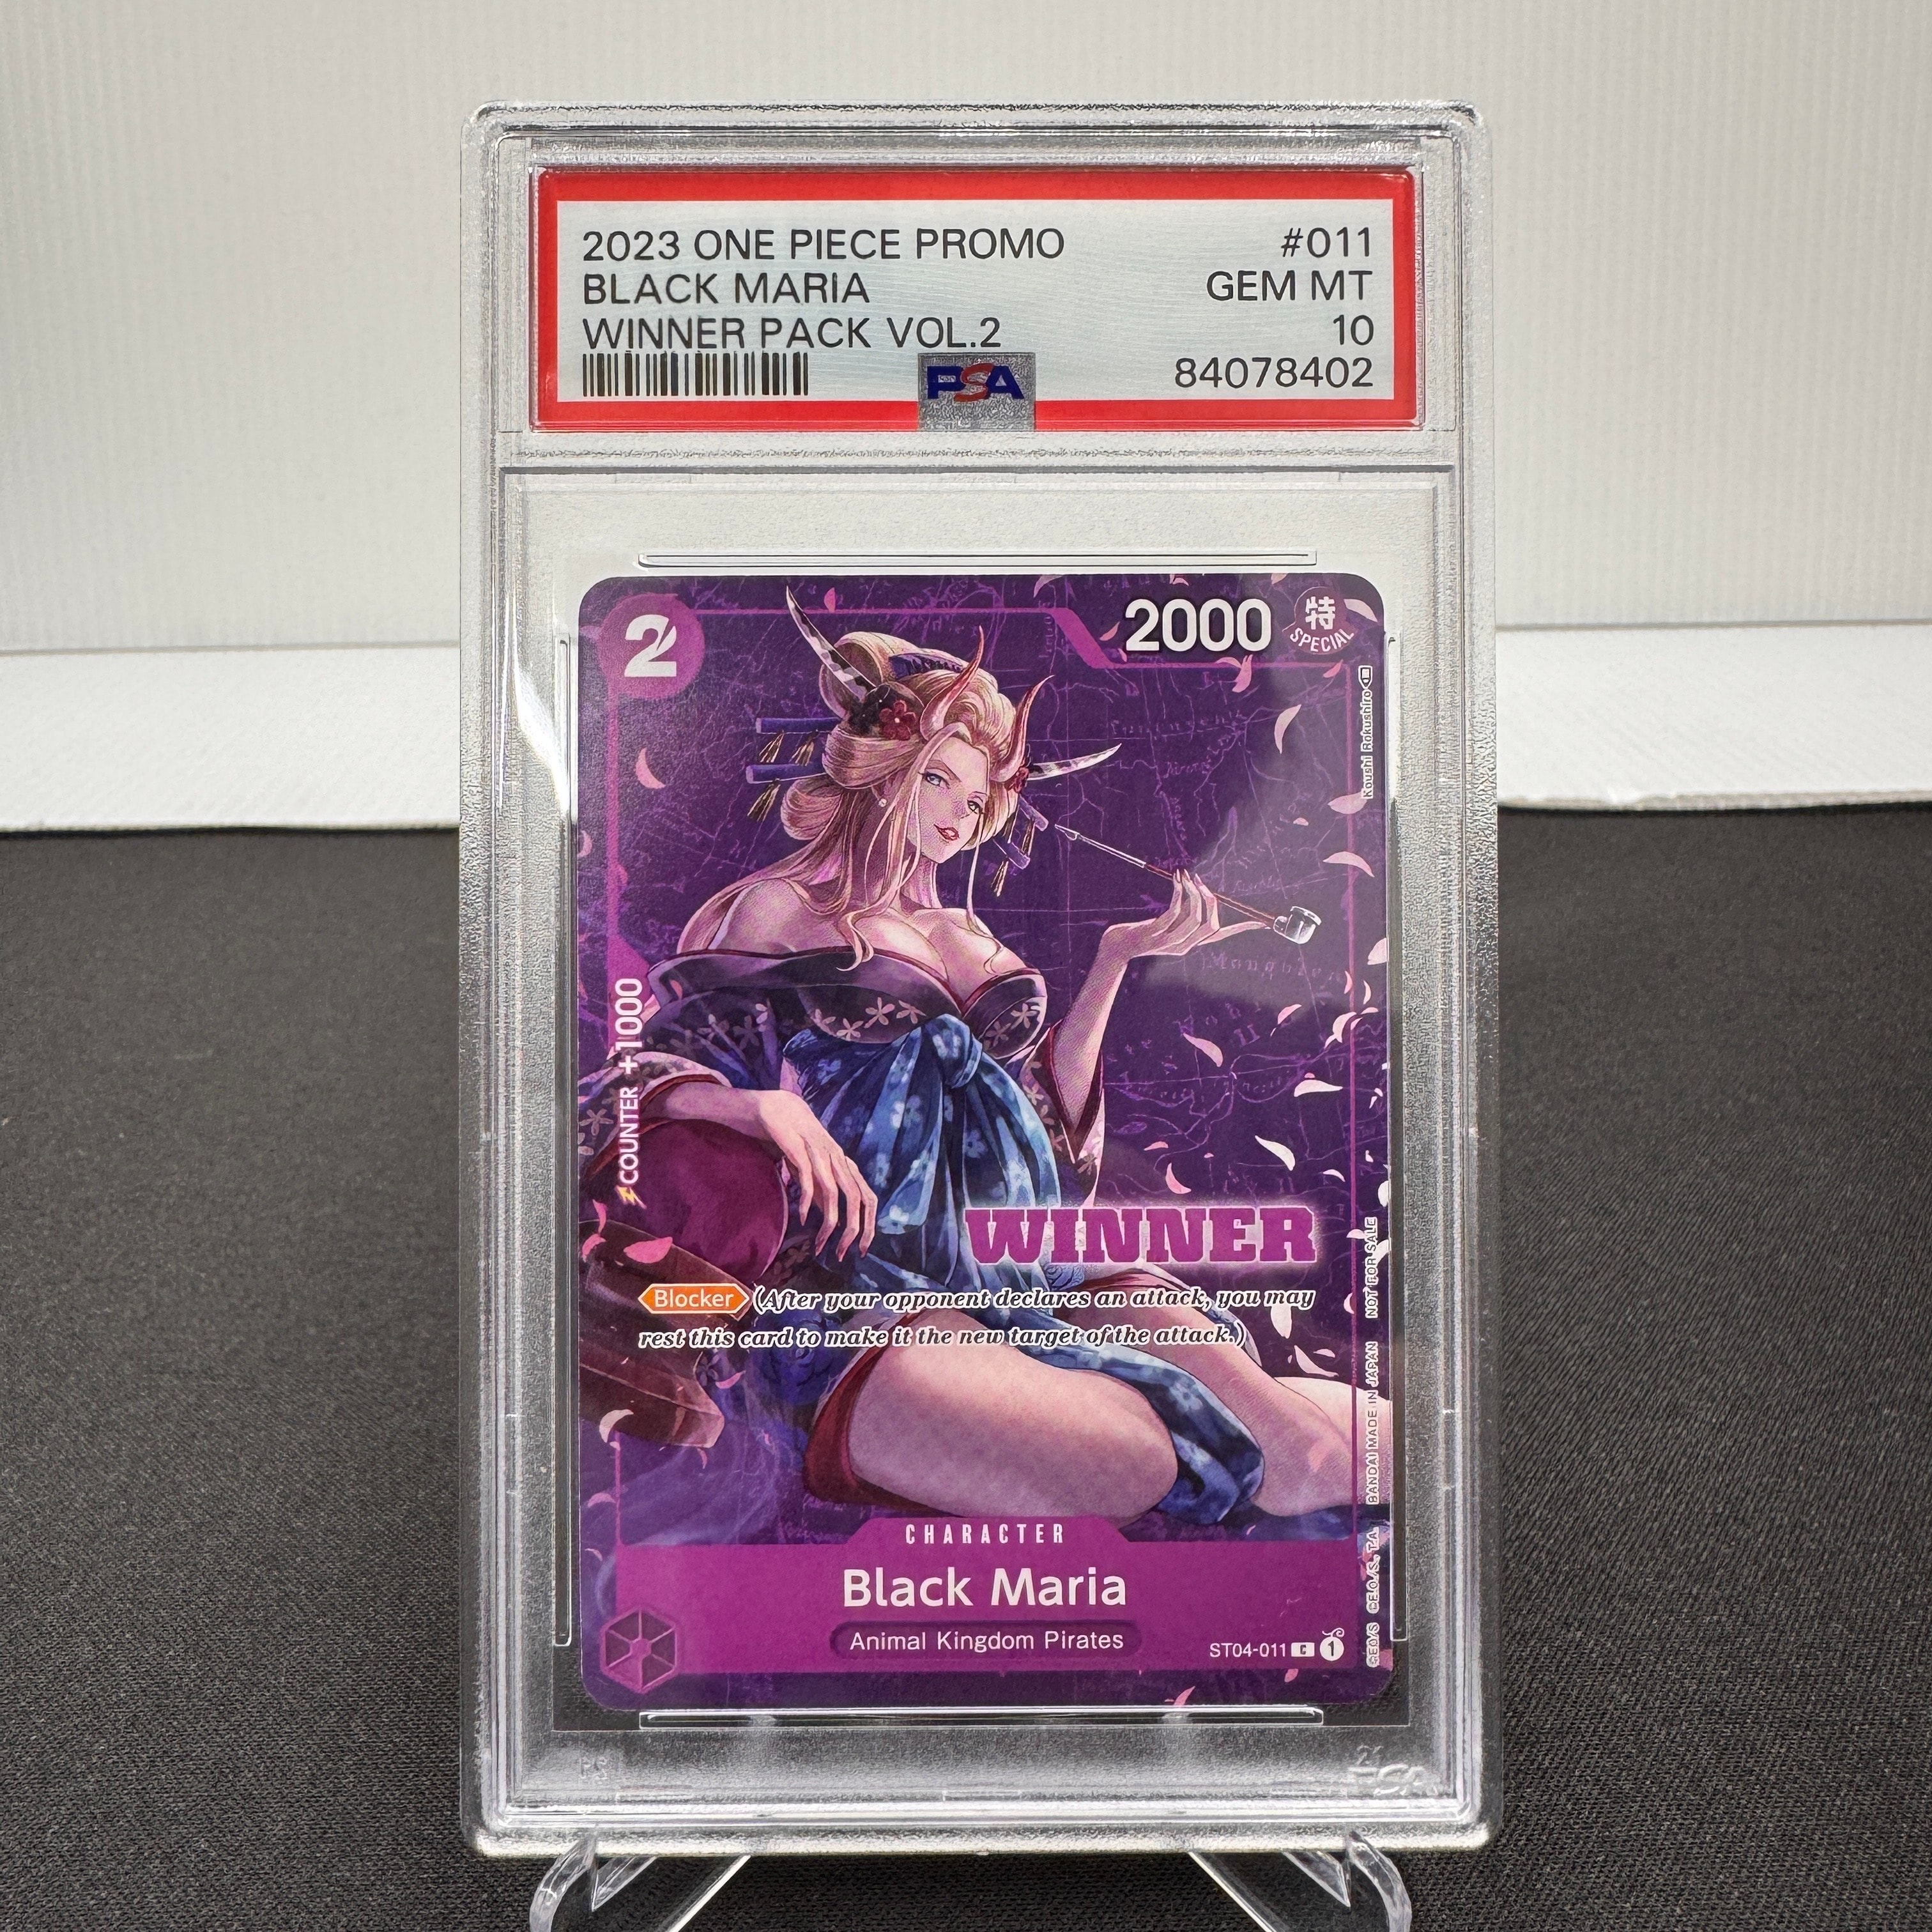 2023 ONE PIECE PROMO #011
BLACK MARIA GEM MT
WINNER PACK VOL.2 10
PSA 84078402
2 2000 特
SPECIAL
Koushi Rokushiro
COUNTER +1000
WINNER
Blocker (After your opponent declares an attack, you may
rest this card to make it the new target of the attack.)
CHARACTER
Black Maria
Animal Kingdom Pirates
ST04-011 C 1
©E.O./S., T.A. BANDAI MADE IN JAPAN NOT FOR SALE